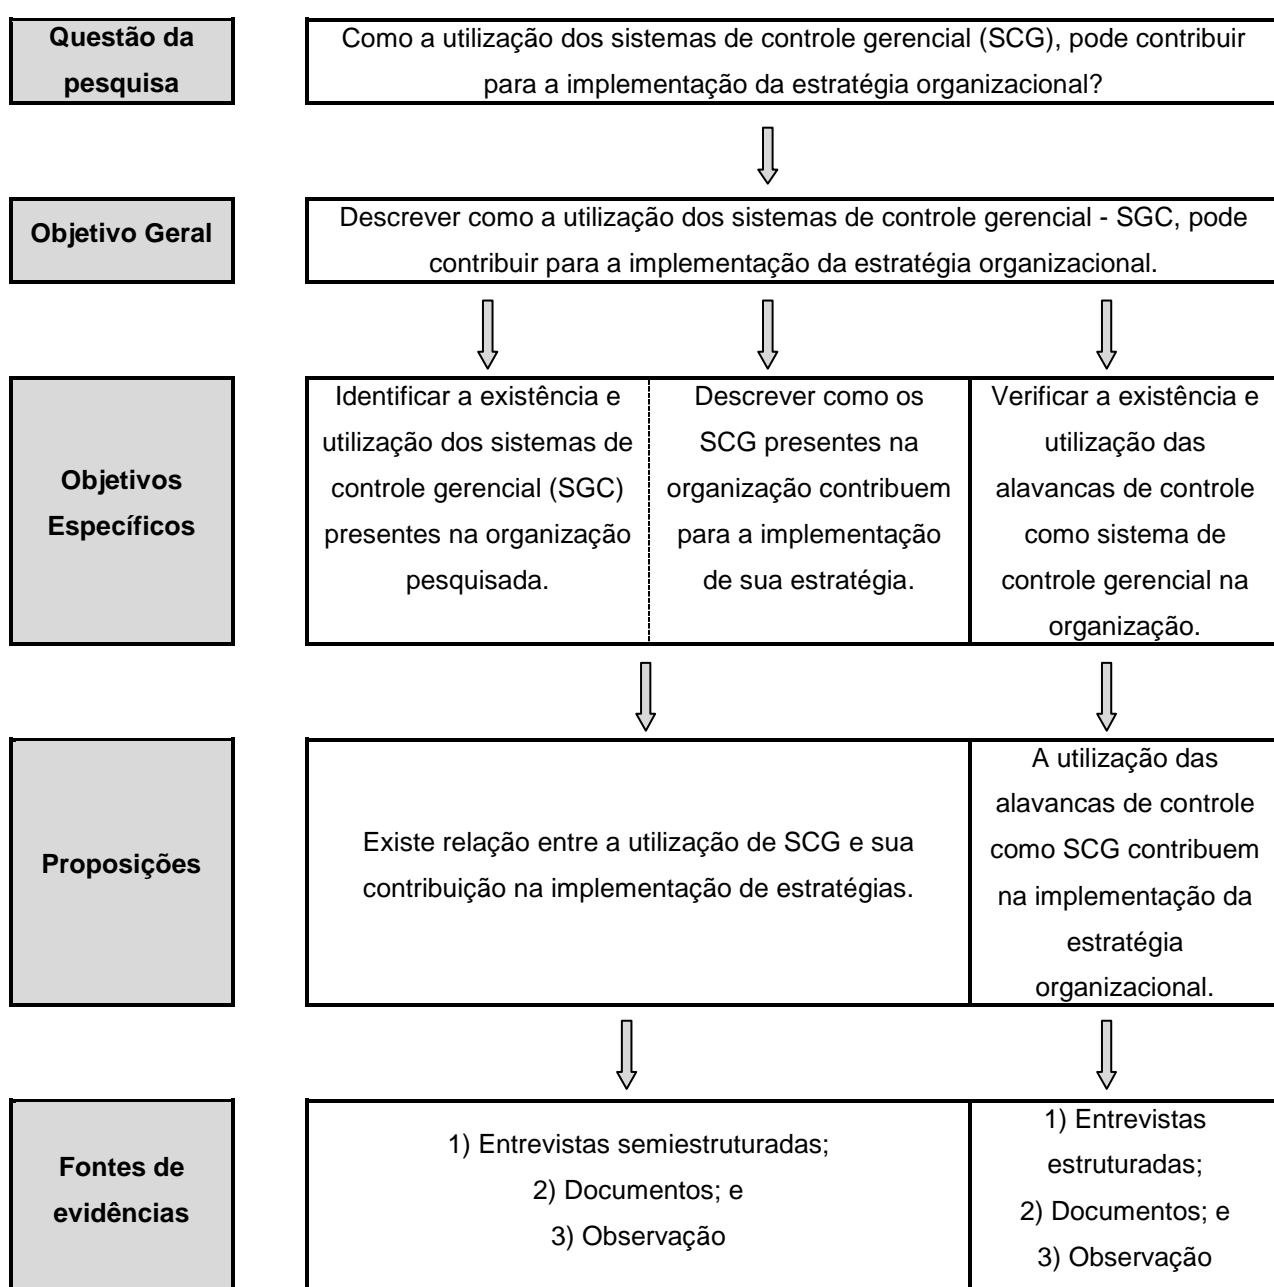 Questão da
pesquisa
Como a utilização dos sistemas de controle gerencial (SCG), pode contribuir
para a implementação da estratégia organizacional?
Objetivo Geral
Descrever como a utilização dos sistemas de controle gerencial - SGC, pode
contribuir para a implementação da estratégia organizacional.
Objetivos
Específicos
Identificar a existência e
utilização dos sistemas de
controle gerencial (SGC)
presentes na organização
pesquisada.
Descrever como os
SCG presentes na
organização contribuem
para a implementação
de sua estratégia.
Verificar a existência e
utilização das
alavancas de controle
como sistema de
controle gerencial na
organização.
Proposições
Existe relação entre a utilização de SCG e sua
contribuição na implementação de estratégias.
A utilização das
alavancas de controle
como SCG contribuem
na implementação da
estratégia
organizacional.
Fontes de
evidências
1) Entrevistas semiestruturadas;
2) Documentos; e
3) Observação
1) Entrevistas
estruturadas;
2) Documentos; e
3) Observação